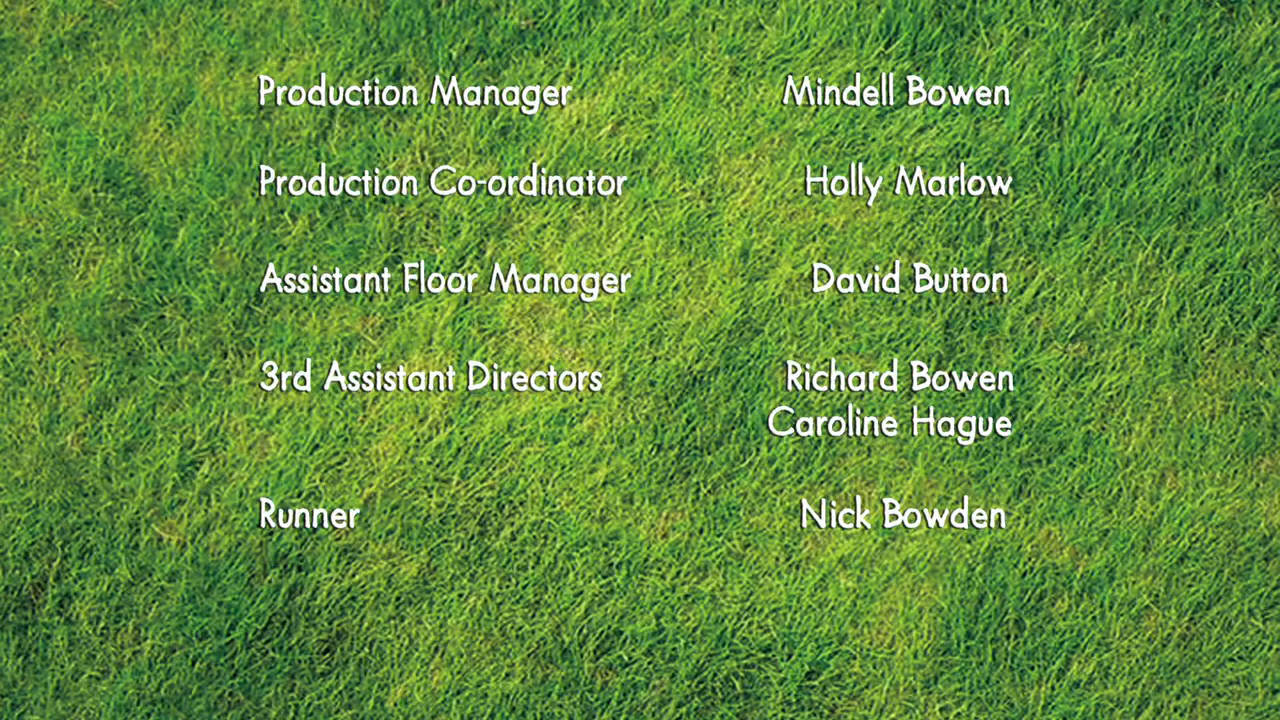 Production Manager Mindell Bowen
Production Co-ordinator Holly Marlow
Assistant Floor Manager David Button
3rd Assistant Directors Richard Bowen
Caroline Hague
Runner Nick Bowden